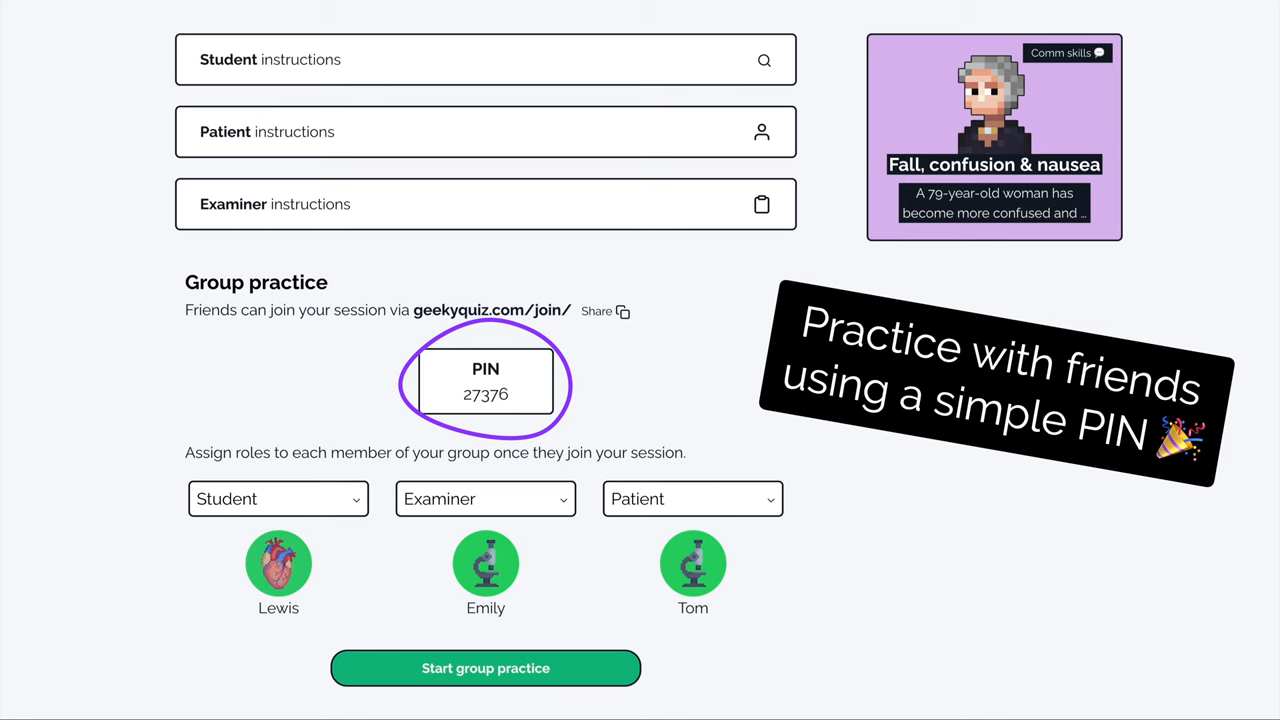 Student instructions
Patient instructions
Examiner instructions
Comm skills 💬
Fall, confusion & nausea
A 79-year-old woman has
become more confused and ...
Group practice
Friends can join your session via geekyquiz.com/join/ Share
PIN
27376
Practice with friends
using a simple PIN 🎉
Assign roles to each member of your group once they join your session.
Student Examiner Patient
Lewis Emily Tom
Start group practice